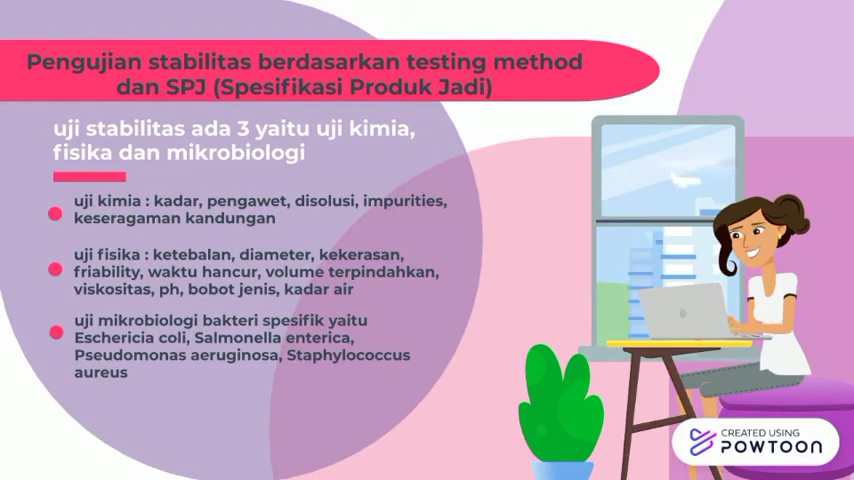 Pengujian stabilitas berdasarkan testing method
dan SPJ (Spesifikasi Produk Jadi)
uji stabilitas ada 3 yaitu uji kimia,
fisika dan mikrobiologi
uji kimia : kadar, pengawet, disolusi, impurities,
keseragaman kandungan
uji fisika : ketebalan, diameter, kekerasan,
friability, waktu hancur, volume terpindahkan,
viskositas, ph, bobot jenis, kadar air
uji mikrobiologi bakteri spesifik yaitu
Eschericia coli, Salmonella enterica,
Pseudomonas aeruginosa, Staphylococcus
aureus
CREATED USING
POWTOON